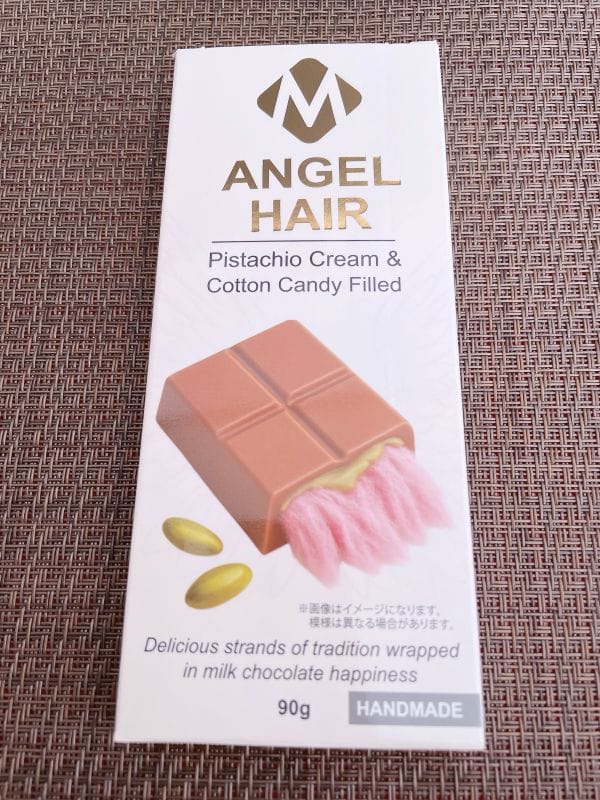 M
ANGEL
HAIR
Pistachio Cream &
Cotton Candy Filled
※画像はイメージになります。
模様は異なる場合があります。
Delicious strands of tradition wrapped
in milk chocolate happiness
90g
HANDMADE